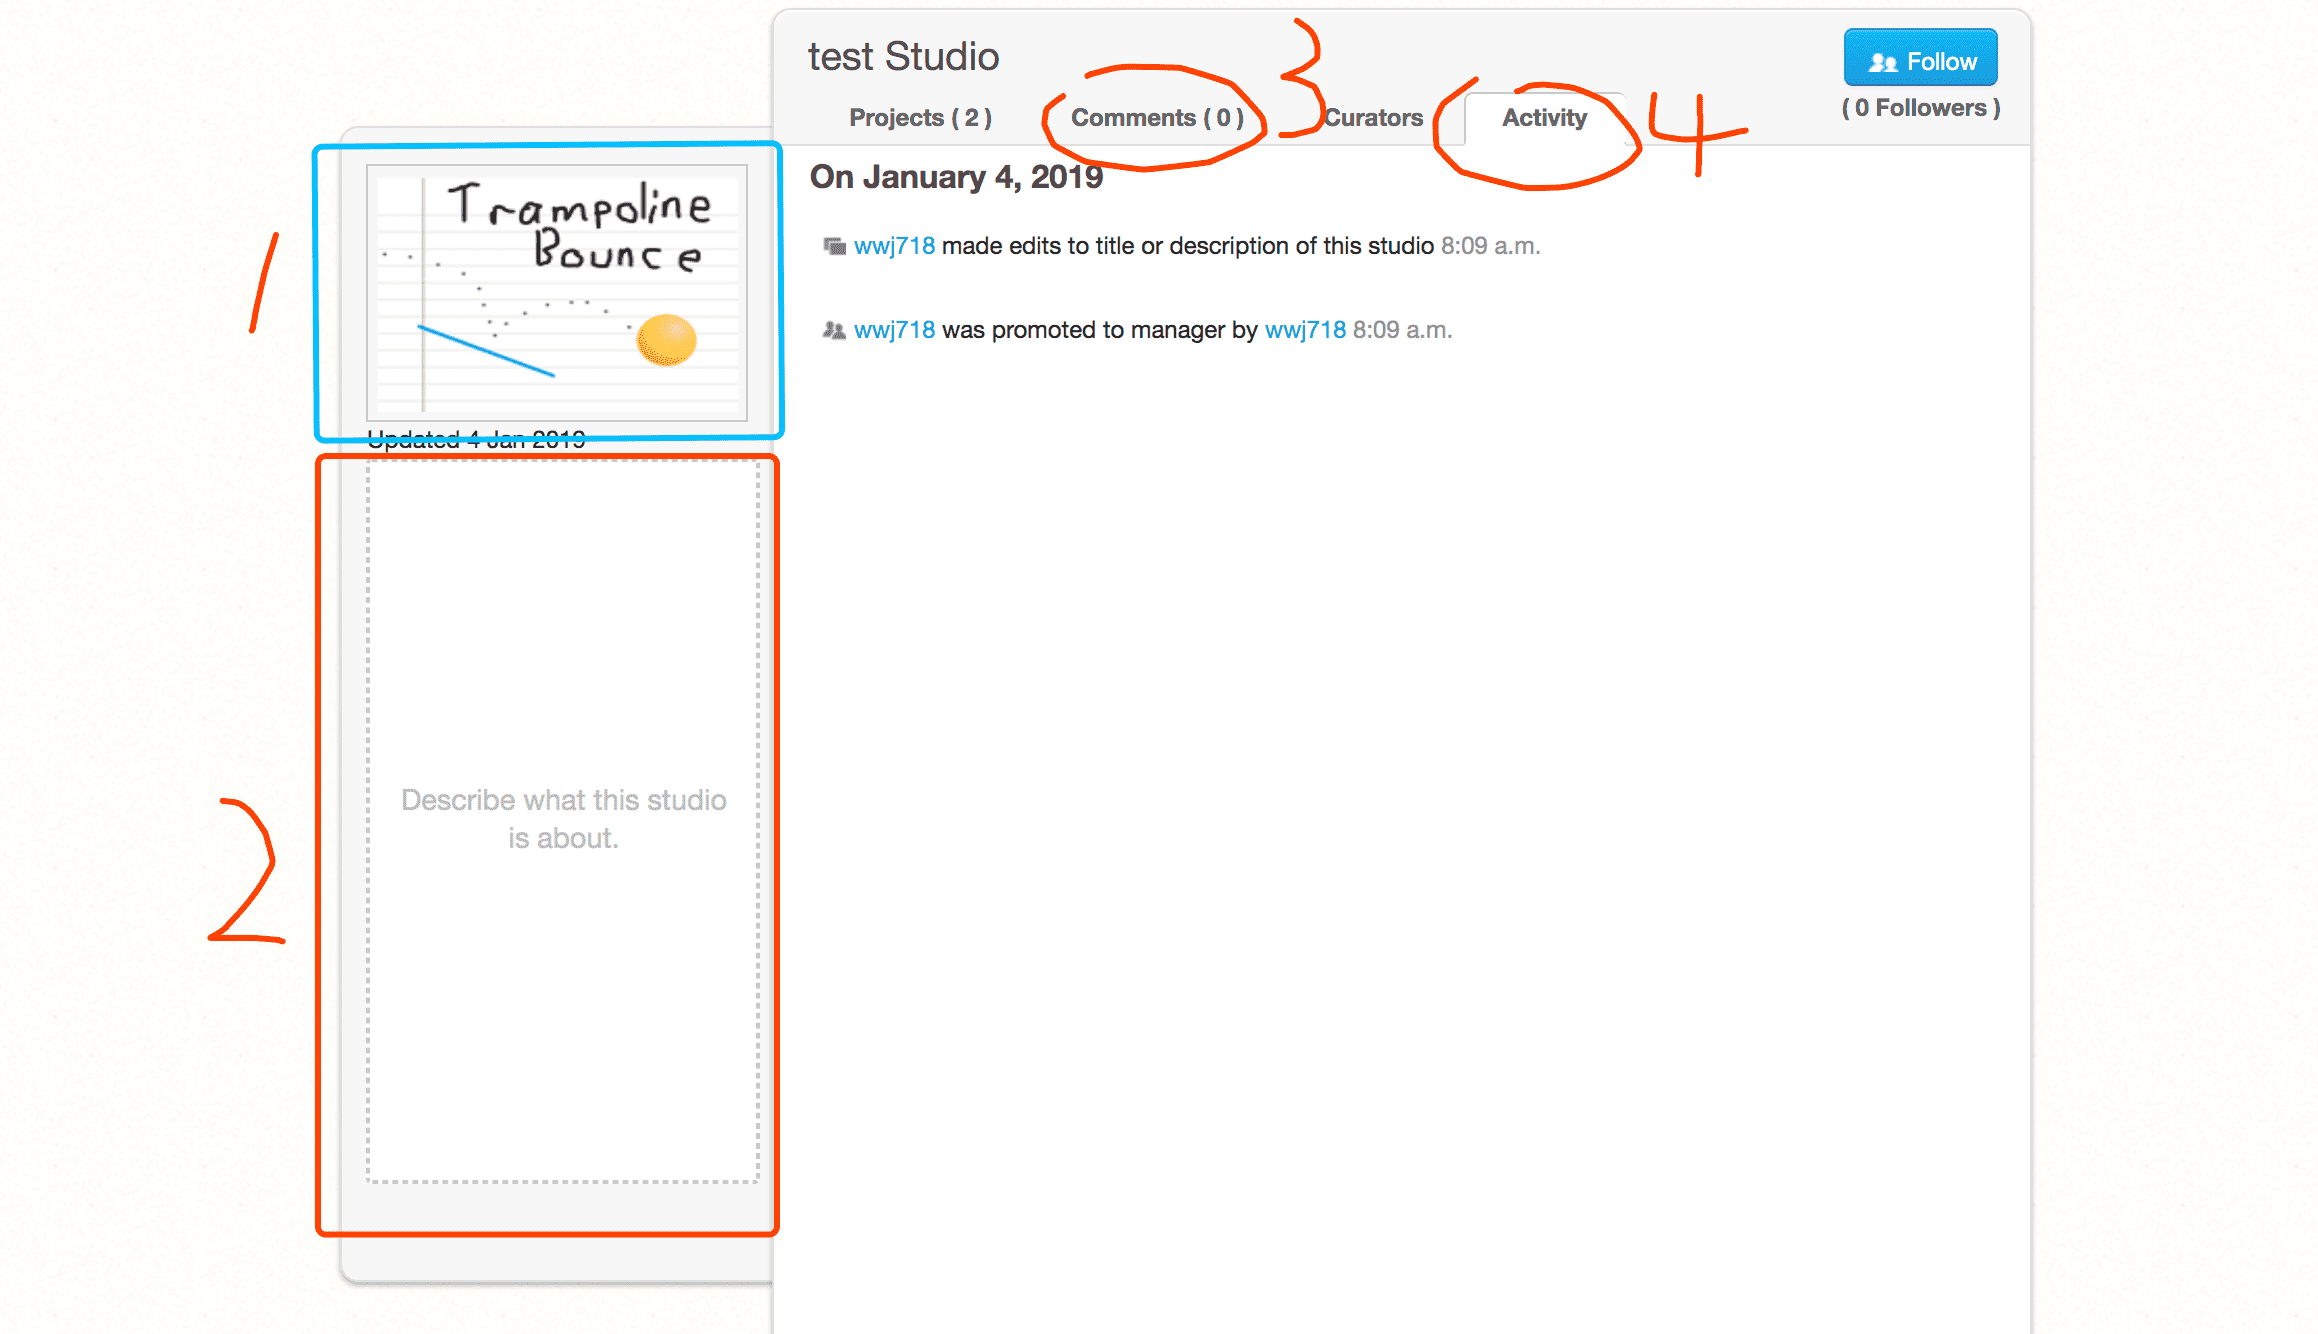 test Studio
3
Follow
Projects ( 2 )
Comments ( 0 )
Curators
Activity
4
( 0 Followers )
1
Trampoline
Bounce
Updated 4 Jan 2019
2
Describe what this studio
is about.
On January 4, 2019
wwj718 made edits to title or description of this studio 8:09 a.m.
wwj718 was promoted to manager by wwj718 8:09 a.m.